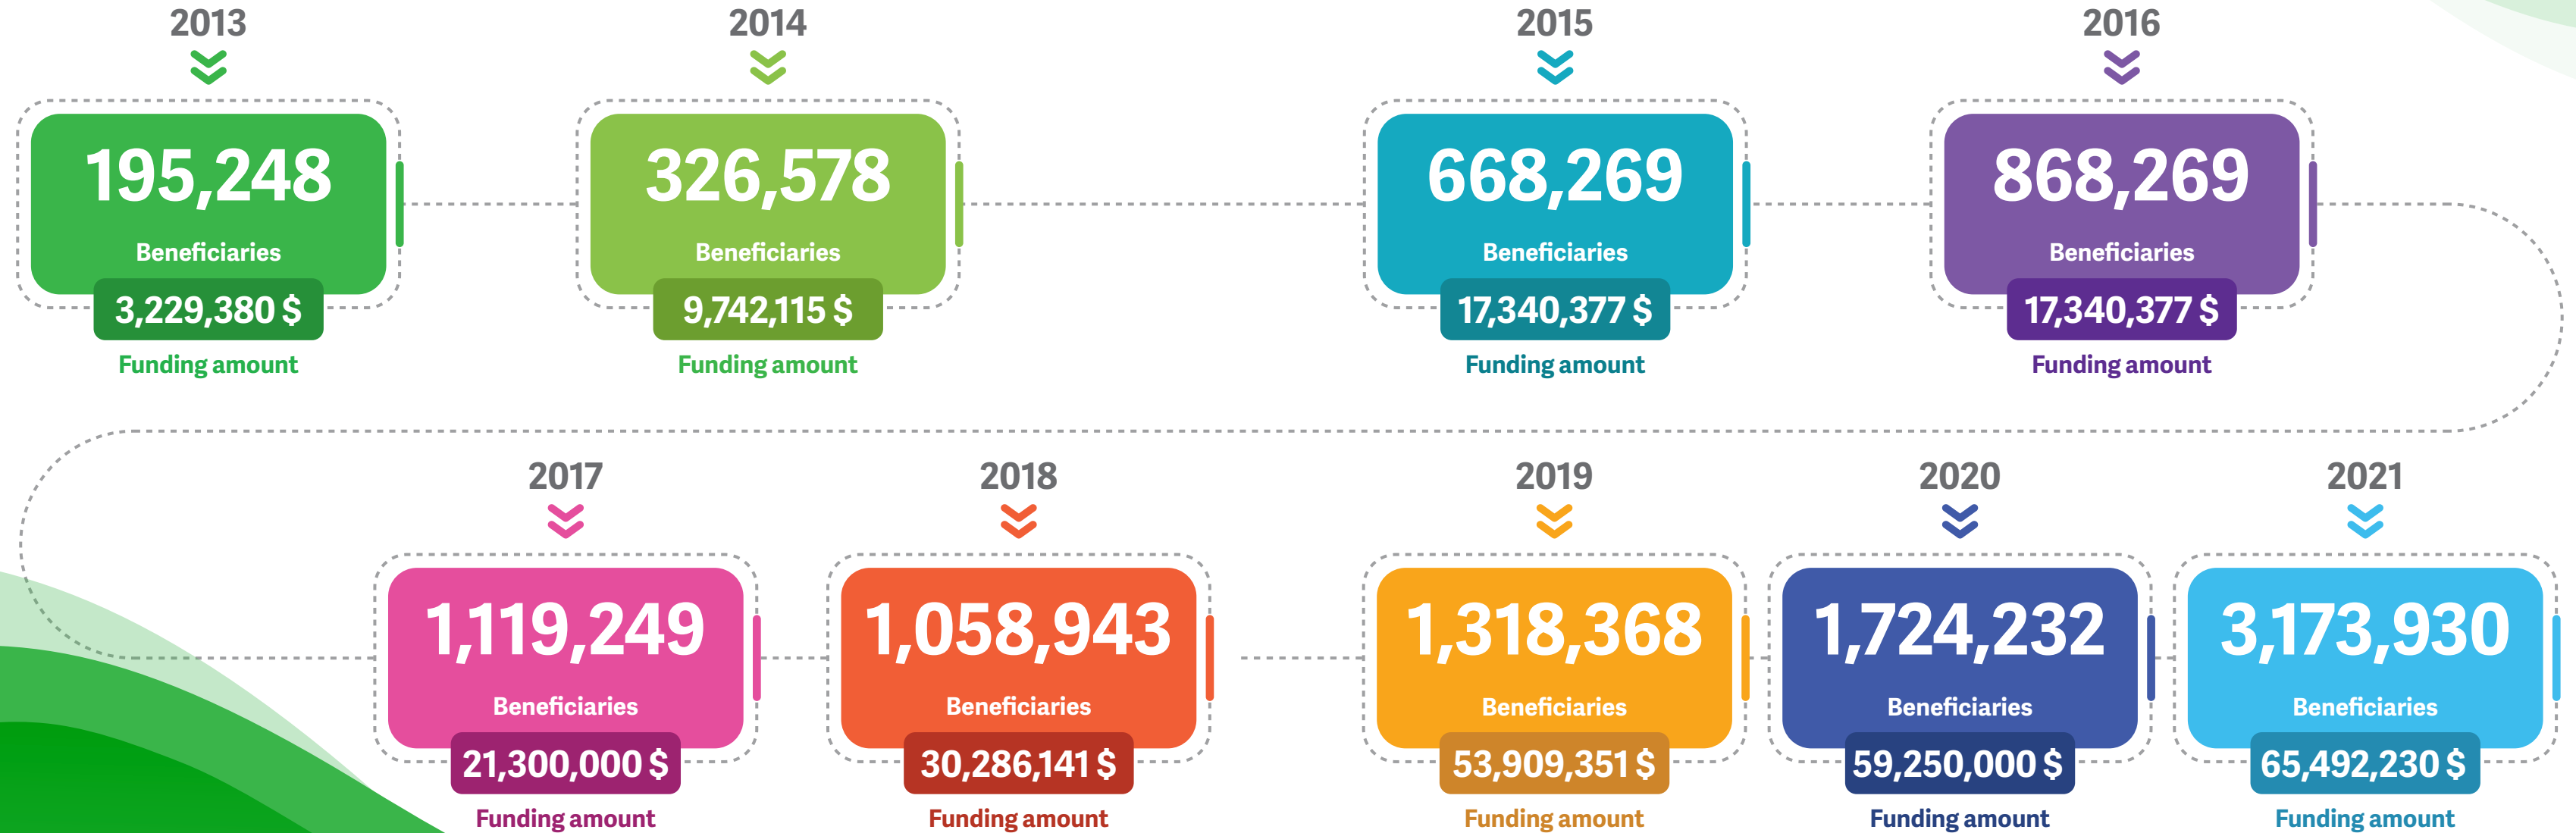 2013
195,248
Beneficiaries
3,229,380 $
Funding amount
2014
326,578
Beneficiaries
9,742,115 $
Funding amount
2015
668,269
Beneficiaries
17,340,377 $
Funding amount
2016
868,269
Beneficiaries
17,340,377 $
Funding amount
2017
1,119,249
Beneficiaries
21,300,000 $
Funding amount
2018
1,058,943
Beneficiaries
30,286,141 $
Funding amount
2019
1,318,368
Beneficiaries
53,909,351 $
Funding amount
2020
1,724,232
Beneficiaries
59,250,000 $
Funding amount
2021
3,173,930
Beneficiaries
65,492,230 $
Funding amount